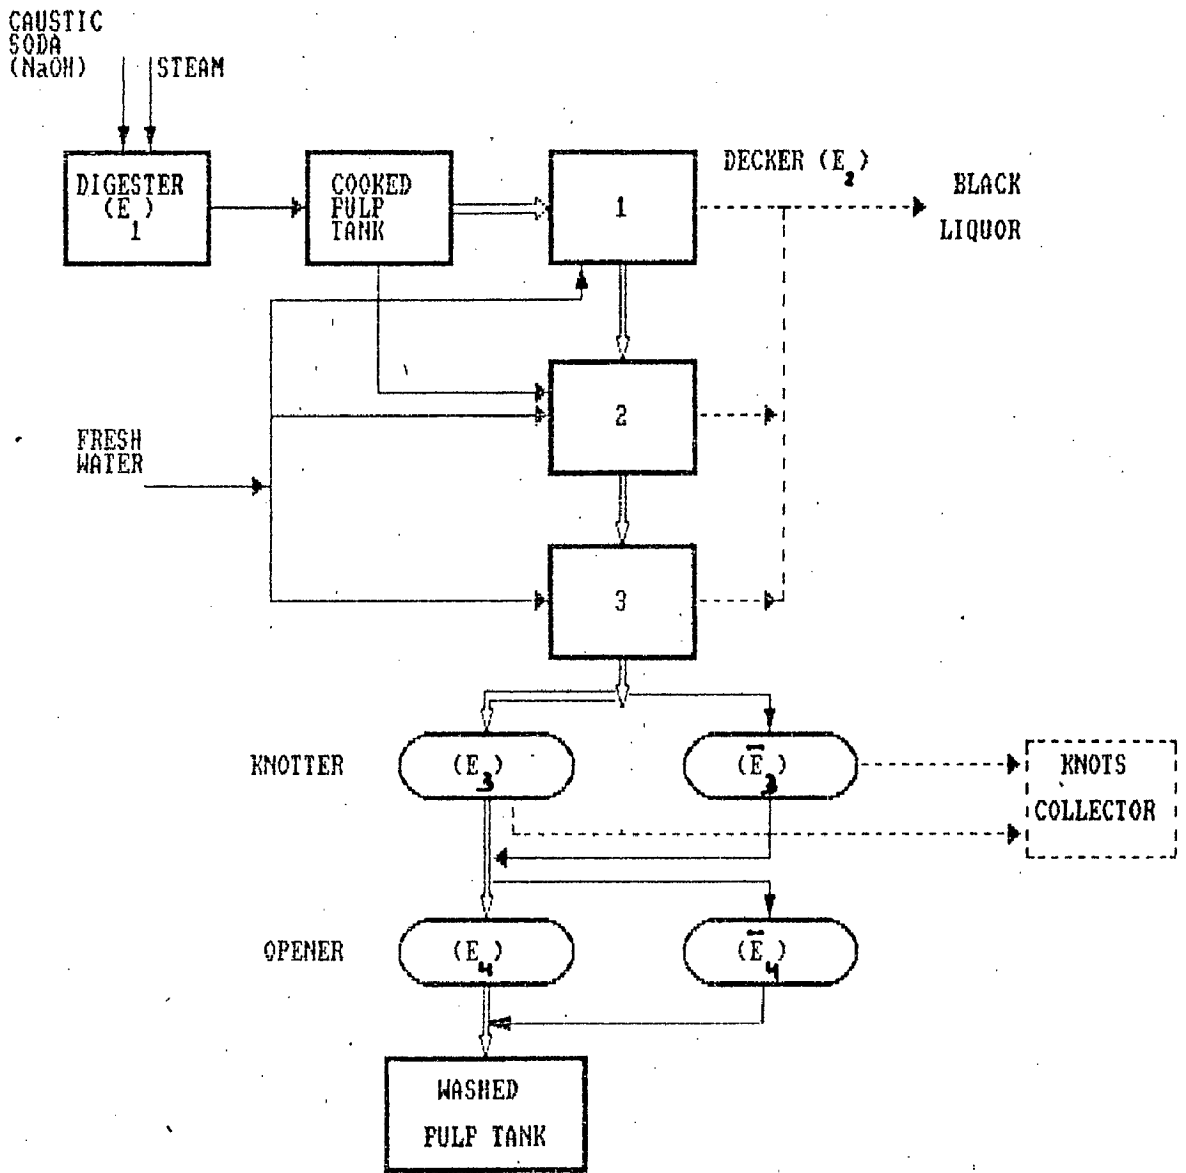 CAUSTIC
SODA
(NaOH)
STEAM
DIGESTER
(E₁)
COOKED
PULP
TANK
1
DECKER (E₂)
BLACK
LIQUOR
2
FRESH
WATER
3
KNOTTER
(E₃)
(Ē₃)
KNOTS
COLLECTOR
OPENER
(E₄)
(Ē₄)
WASHED
PULP TANK